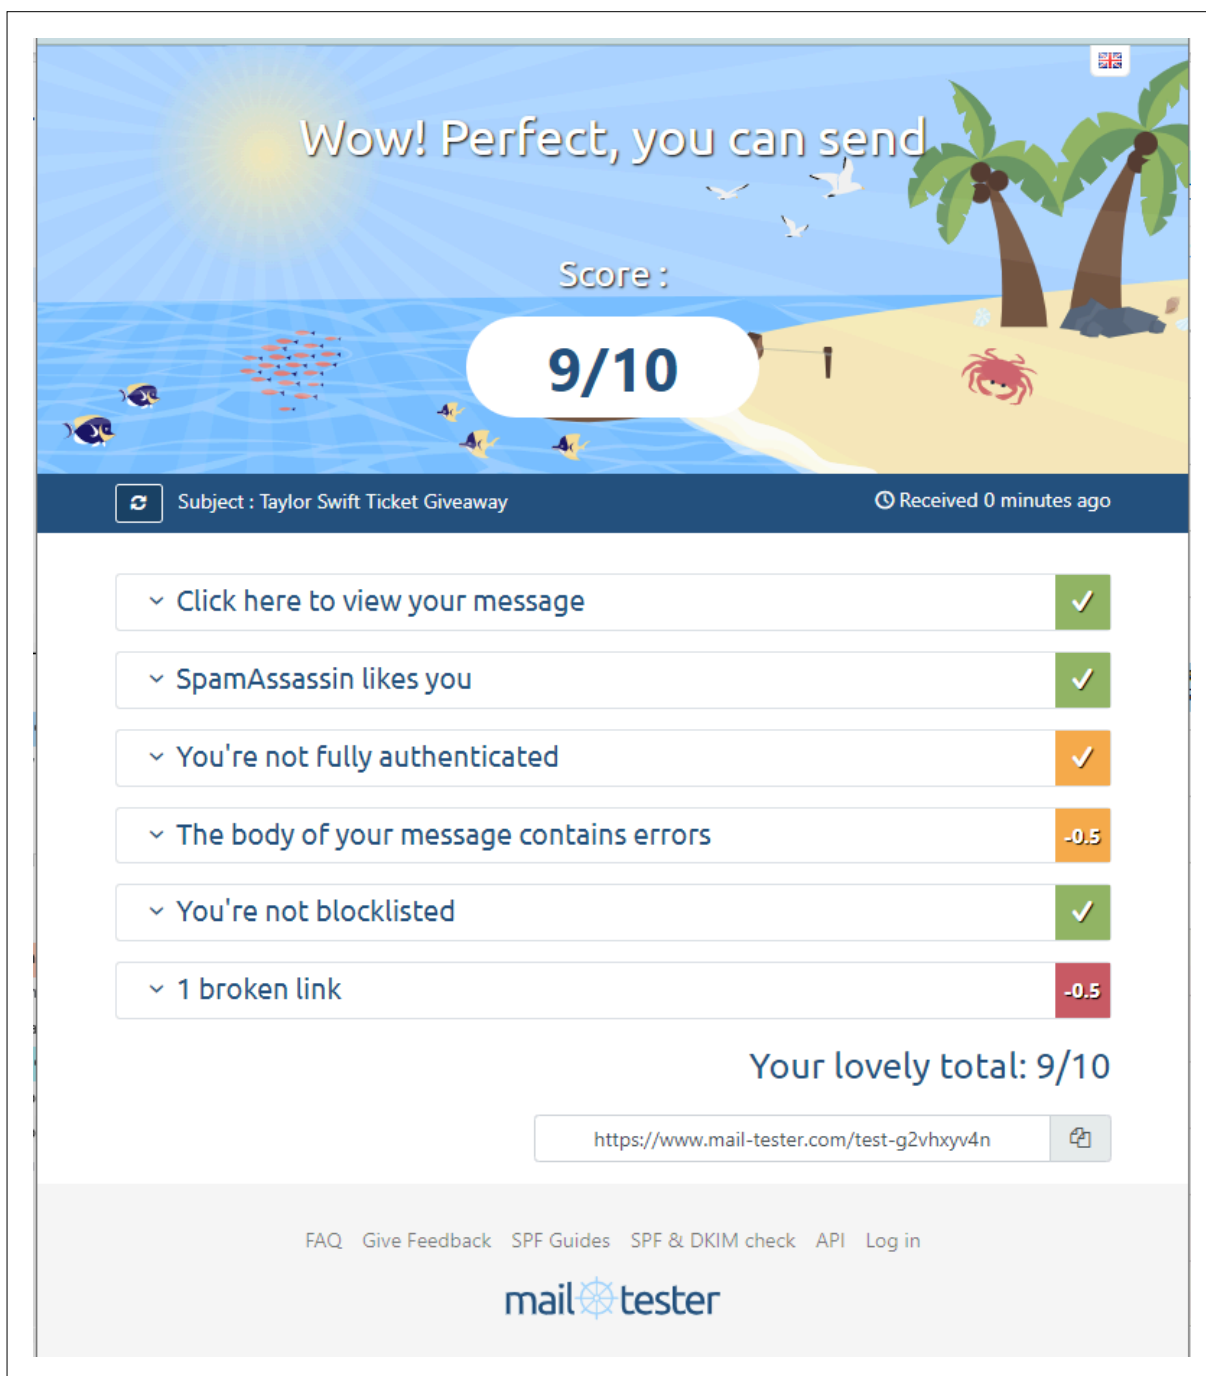 Wow! Perfect, you can send
Score :
9/10
Subject : Taylor Swift Ticket Giveaway
Received 0 minutes ago
Click here to view your message
SpamAssassin likes you
You're not fully authenticated
The body of your message contains errors
-0.5
You're not blocklisted
1 broken link
-0.5
Your lovely total: 9/10
https://www.mail-tester.com/test-g2vhxyv4n
FAQ Give Feedback SPF Guides SPF & DKIM check API Log in
mail tester